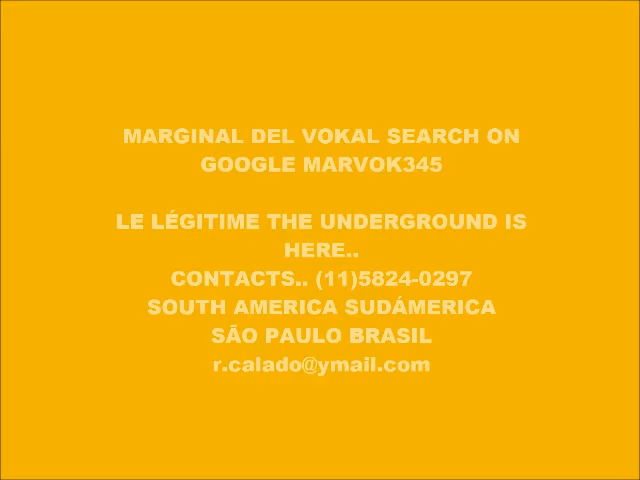 MARGINAL DEL VOKAL SEARCH ON
GOOGLE MARVOK345
LE LÉGITIME THE UNDERGROUND IS
HERE..
CONTACTS.. (11)5824-0297
SOUTH AMERICA SUDÁMERICA
SÃO PAULO BRASIL
r.calado@ymail.com